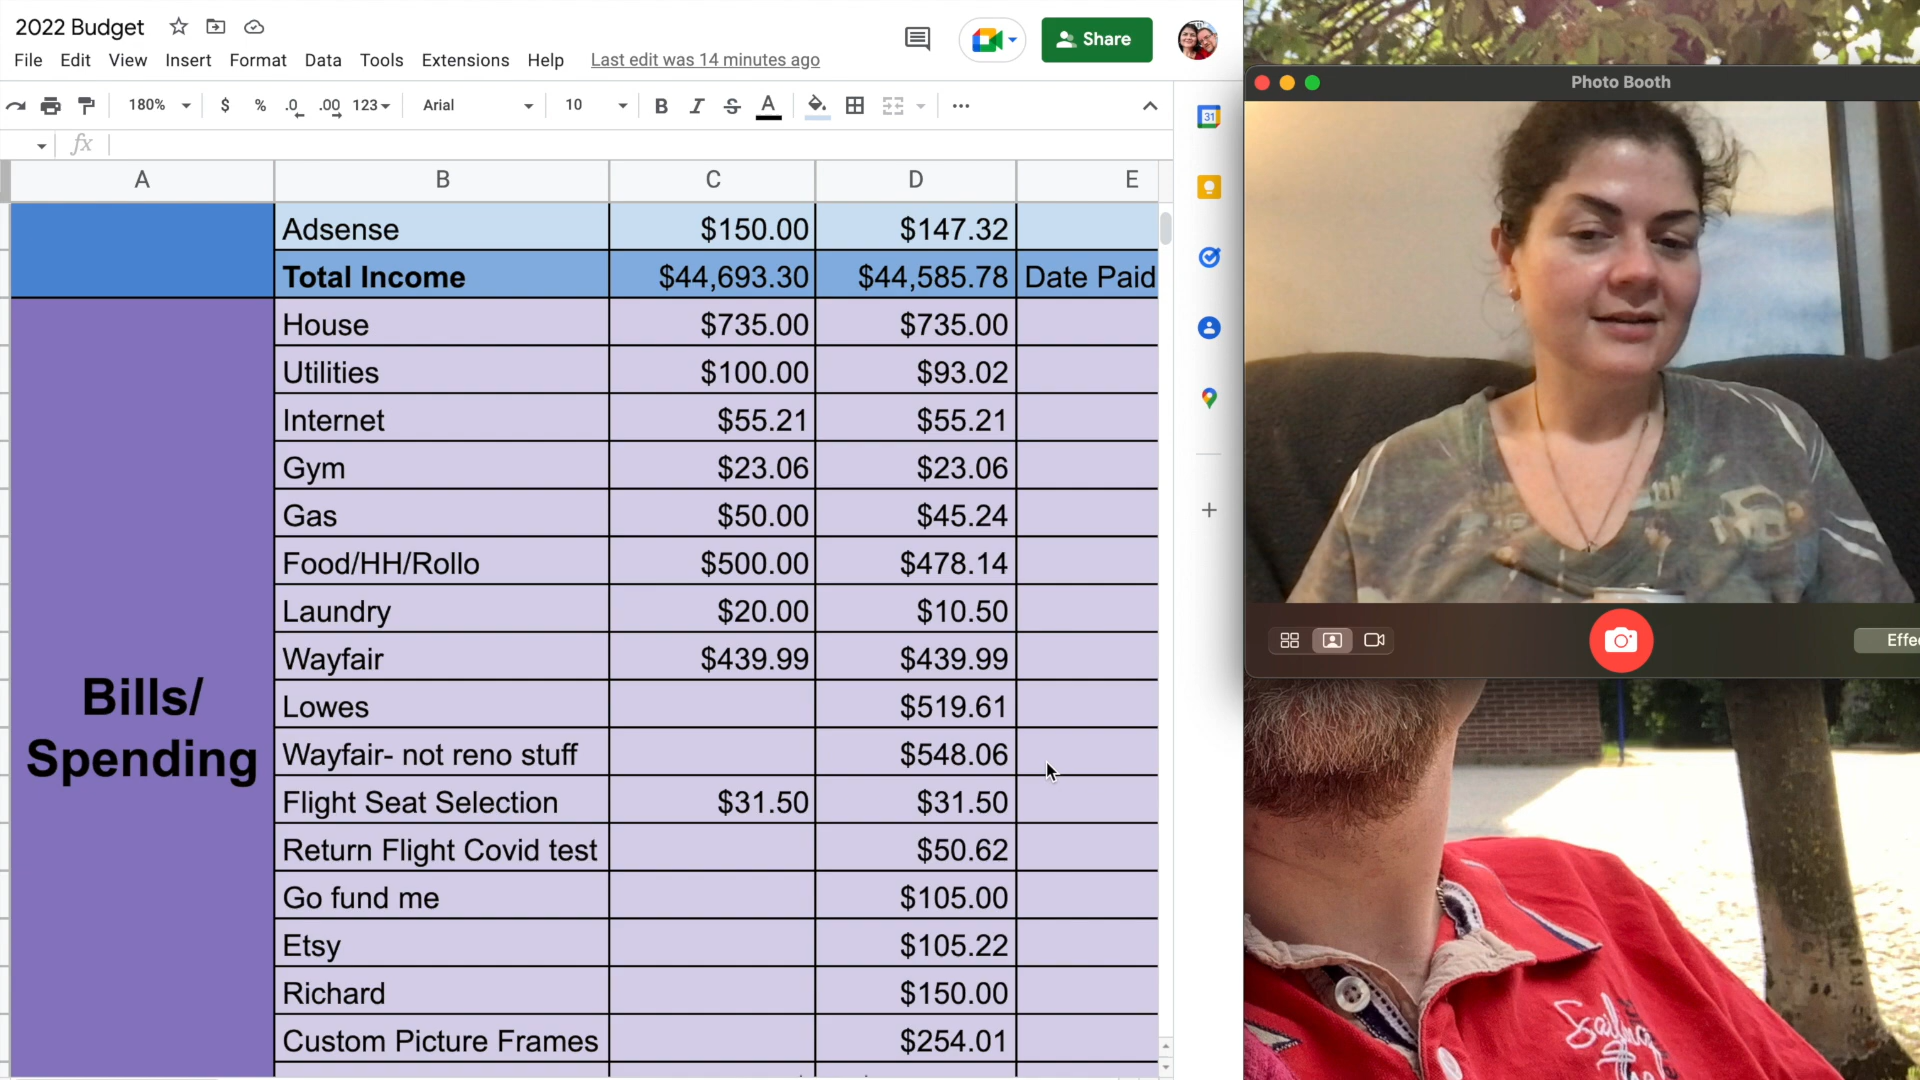 2022 Budget
File Edit View Insert Format Data Tools Extensions Help Last edit was 14 minutes ago
Share
180% $ % .0 .00 123 Arial 10 B I S A
fx
31
A B C D E
Adsense $150.00 $147.32
Total Income $44,693.30 $44,585.78 Date Paid
House $735.00 $735.00
Utilities $100.00 $93.02
Internet $55.21 $55.21
Gym $23.06 $23.06
Gas $50.00 $45.24
Food/HH/Rollo $500.00 $478.14
Laundry $20.00 $10.50
Wayfair $439.99 $439.99
Bills/
Spending
Lowes $519.61
Wayfair- not reno stuff $548.06
Flight Seat Selection $31.50 $31.50
Return Flight Covid test $50.62
Go fund me $105.00
Etsy $105.22
Richard $150.00
Custom Picture Frames $254.01
Photo Booth
Effe